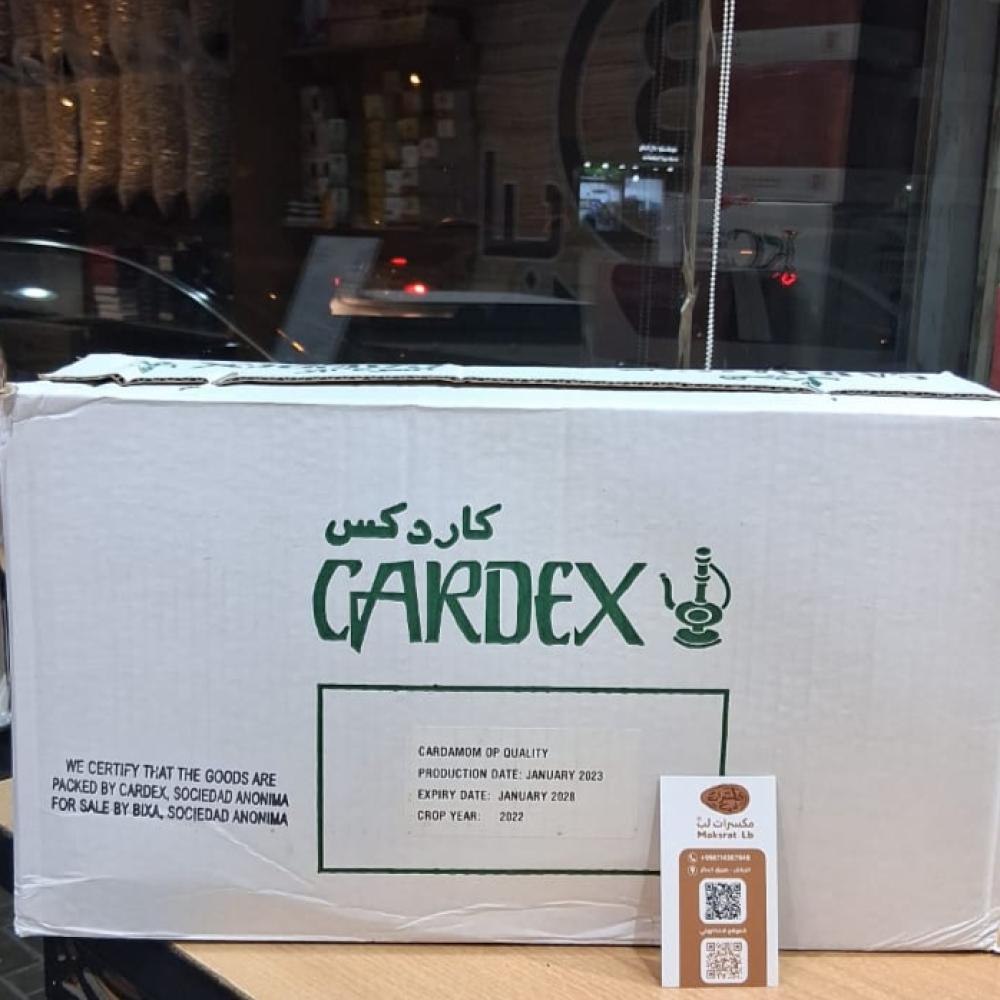 كاردكس
CARDEX
CARDAMOM OP QUALITY
PRODUCTION DATE: JANUARY 2023
EXPIRY DATE: JANUARY 2028
CROP YEAR: 2022
WE CERTIFY THAT THE GOODS ARE
PACKED BY CARDEX, SOCIEDAD ANONIMA
FOR SALE BY BIXA, SOCIEDAD ANONIMA
مكسرات لب
Maksrat Lb